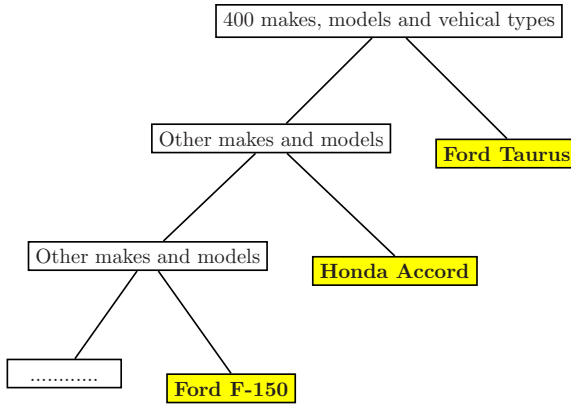 400 makes, models and vehical types
Other makes and models
Ford Taurus
Other makes and models
Honda Accord
............
Ford F-150